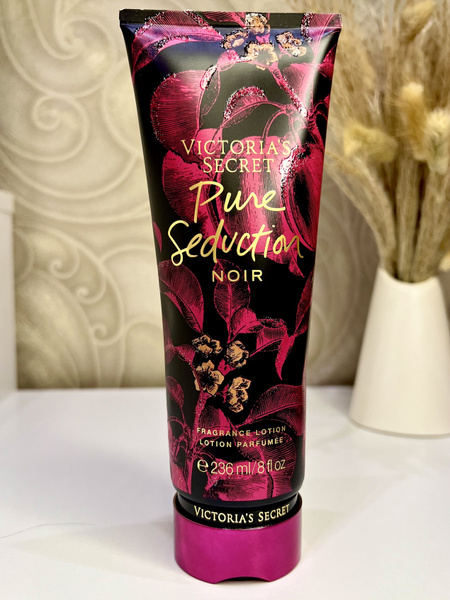 VICTORIA'S
SECRET
Pure
Seduction
NOIR
FRAGRANCE LOTION
LOTION PARFUMÉE
℮ 236 ml/8 fl oz
VICTORIA'S SECRET